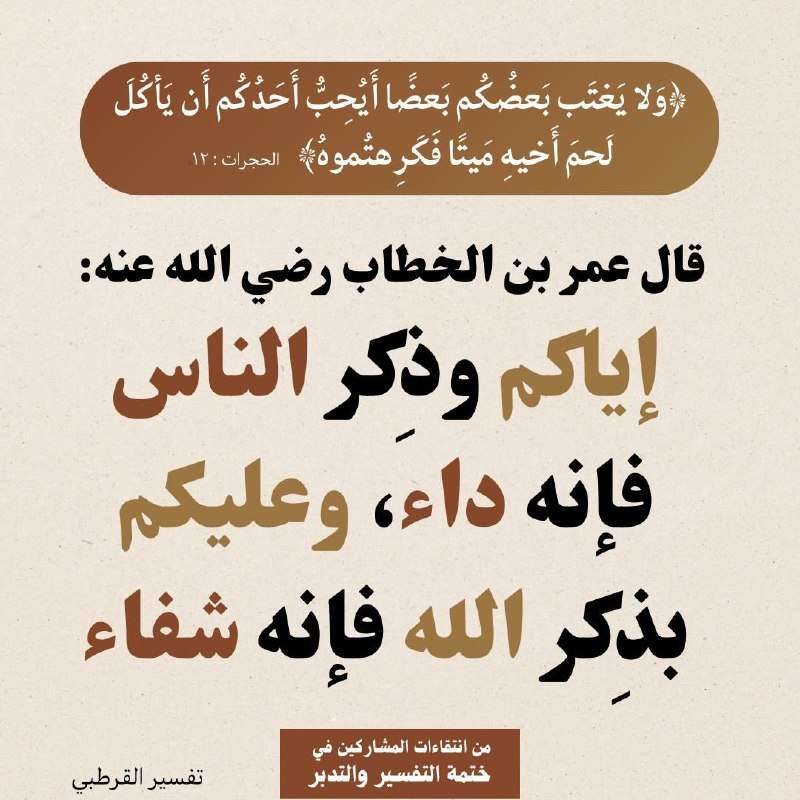 ﴿وَلا يَغتَب بَعضُكُم بَعضًا أَيُحِبُّ أَحَدُكُم أَن يَأكُلَ
لَحمَ أَخيهِ مَيتًا فَكَرِهتُموهُ﴾ الحجرات : ١٢
قال عمر بن الخطاب رضي الله عنه:
إياكم وذِكر الناس
فإنه داء، وعليكم
بذِكر الله فإنه شفاء
من انتقاءات المشاركين في
ختمة التفسير والتدبر
تفسير القرطبي